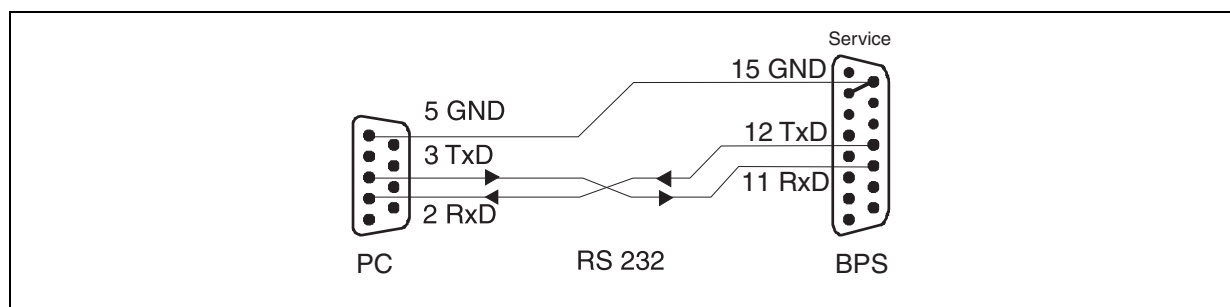 Service
15 GND
5 GND
12 TxD
3 TxD
11 RxD
2 RxD
PC
RS 232
BPS